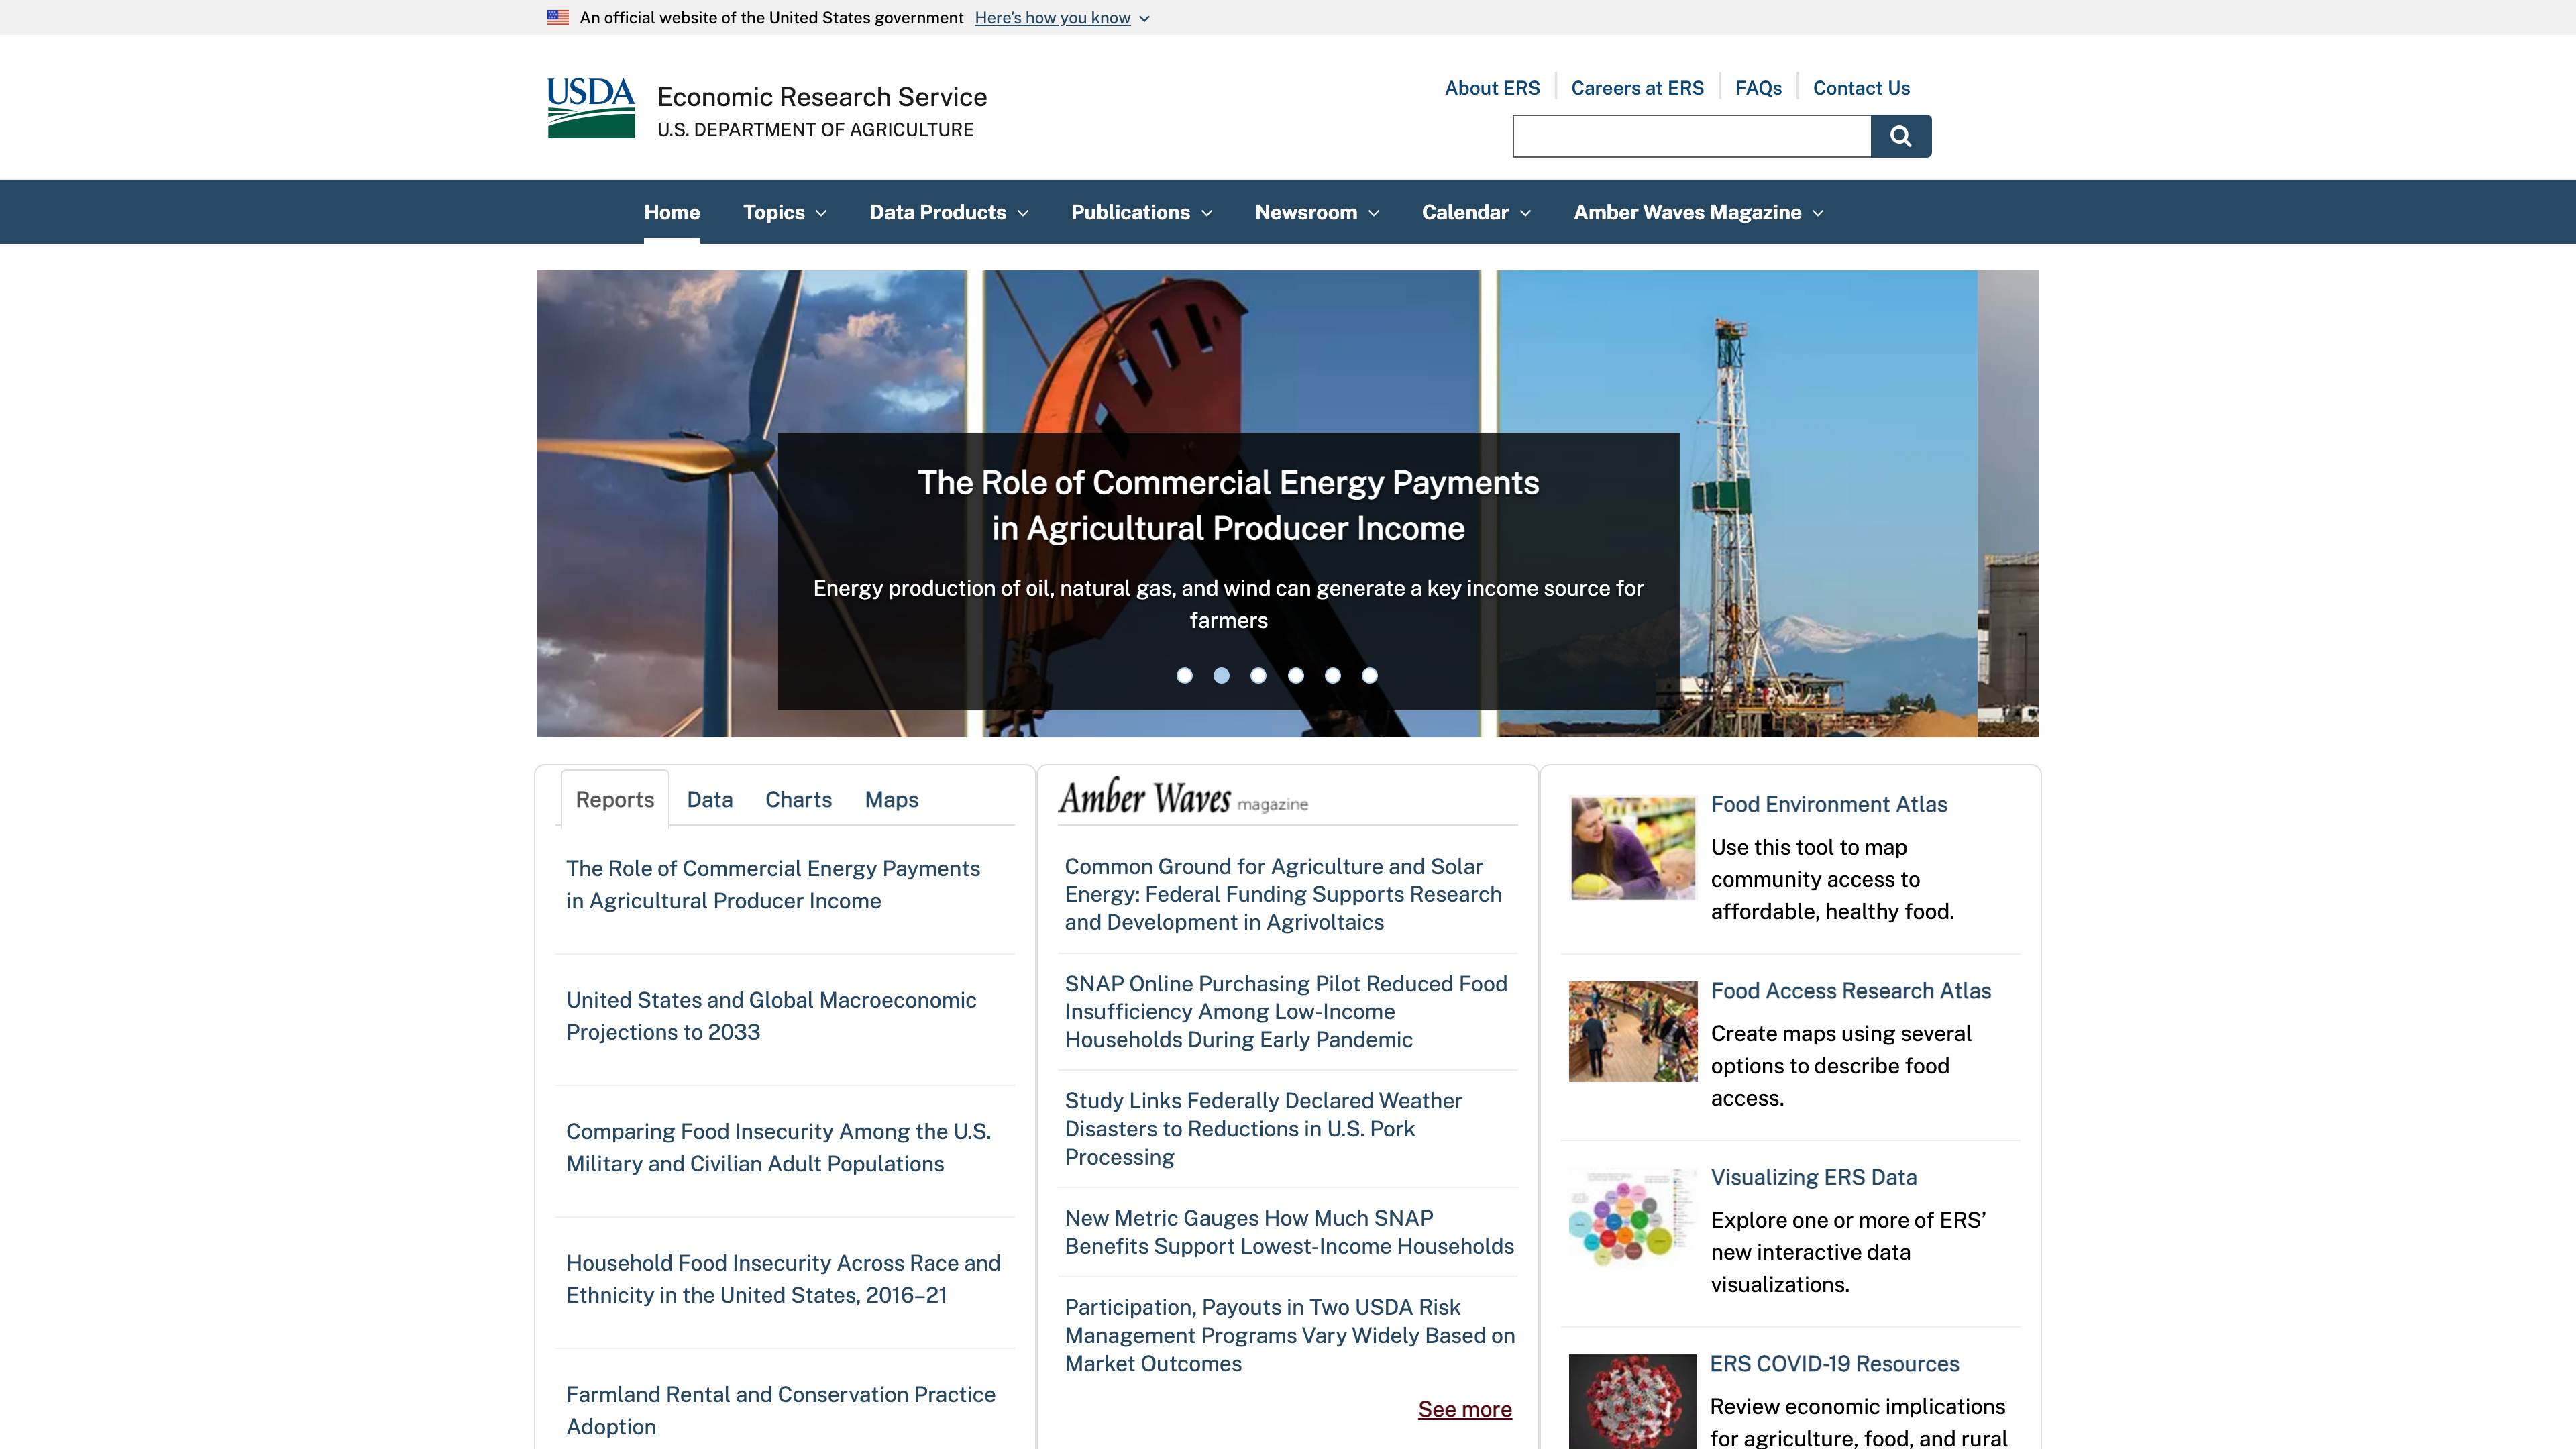 An official website of the United States government Here's how you know
USDA
Economic Research Service
U.S. DEPARTMENT OF AGRICULTURE
About ERS
Careers at ERS
FAQs
Contact Us
Home
Topics
Data Products
Publications
Newsroom
Calendar
Amber Waves Magazine
The Role of Commercial Energy Payments
in Agricultural Producer Income
Energy production of oil, natural gas, and wind can generate a key income source for
farmers
Reports
Data
Charts
Maps
The Role of Commercial Energy Payments
in Agricultural Producer Income
United States and Global Macroeconomic
Projections to 2033
Comparing Food Insecurity Among the U.S.
Military and Civilian Adult Populations
Household Food Insecurity Across Race and
Ethnicity in the United States, 2016–21
Farmland Rental and Conservation Practice
Adoption
Amber Waves magazine
Common Ground for Agriculture and Solar
Energy: Federal Funding Supports Research
and Development in Agrivoltaics
SNAP Online Purchasing Pilot Reduced Food
Insufficiency Among Low-Income
Households During Early Pandemic
Study Links Federally Declared Weather
Disasters to Reductions in U.S. Pork
Processing
New Metric Gauges How Much SNAP
Benefits Support Lowest-Income Households
Participation, Payouts in Two USDA Risk
Management Programs Vary Widely Based on
Market Outcomes
See more
Food Environment Atlas
Use this tool to map
community access to
affordable, healthy food.
Food Access Research Atlas
Create maps using several
options to describe food
access.
Visualizing ERS Data
Explore one or more of ERS’
new interactive data
visualizations.
ERS COVID-19 Resources
Review economic implications
for agriculture, food, and rural